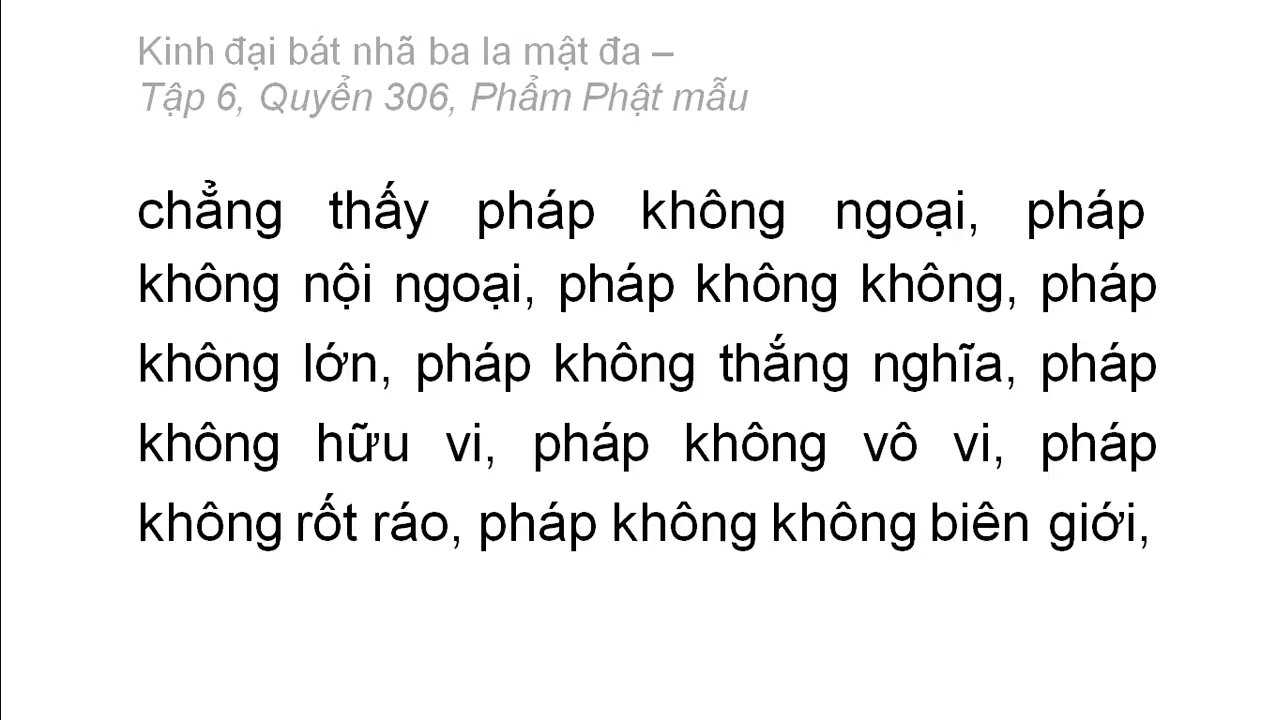 Kinh đại bát nhã ba la mật đa –
Tập 6, Quyển 306, Phẩm Phật mẫu
chẳng thấy pháp không ngoại, pháp
không nội ngoại, pháp không không, pháp
không lớn, pháp không thắng nghĩa, pháp
không hữu vi, pháp không vô vi, pháp
không rốt ráo, pháp không không biên giới,